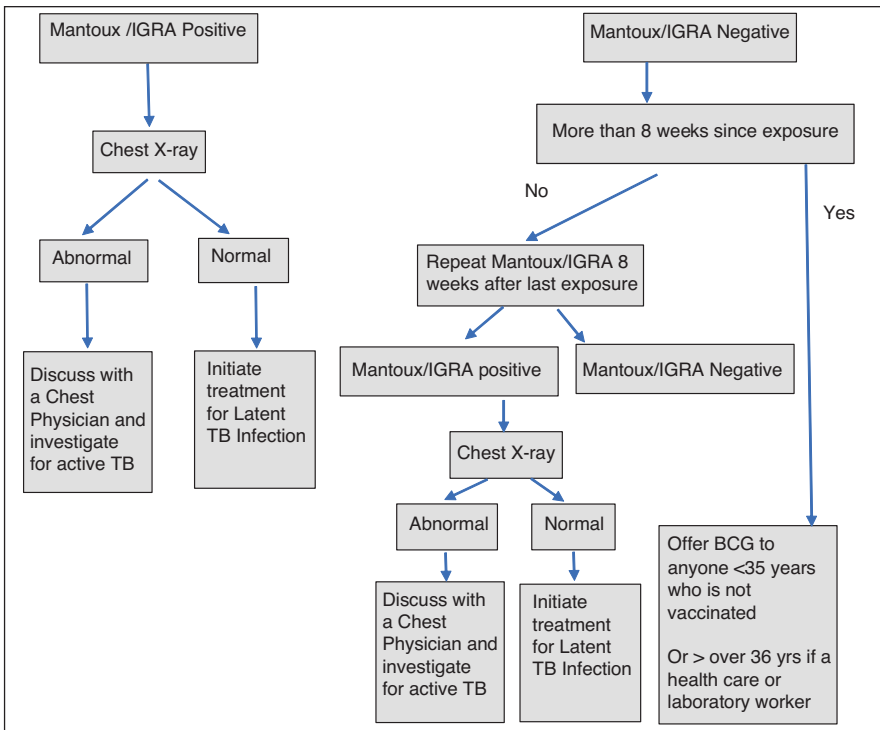 Mantoux /IGRA Positive
Chest X-ray
Abnormal
Normal
Discuss with
a Chest
Physician and
investigate
for active TB
Initiate
treatment
for Latent
TB Infection
Mantoux/IGRA Negative
More than 8 weeks since exposure
No
Yes
Repeat Mantoux/IGRA 8
weeks after last exposure
Mantoux/IGRA positive
Mantoux/IGRA Negative
Chest X-ray
Abnormal
Normal
Discuss with
a Chest
Physician and
investigate
for active TB
Initiate
treatment
for Latent
TB Infection
Offer BCG to
anyone <35 years
who is not
vaccinated
Or > over 36 yrs if a
health care or
laboratory worker